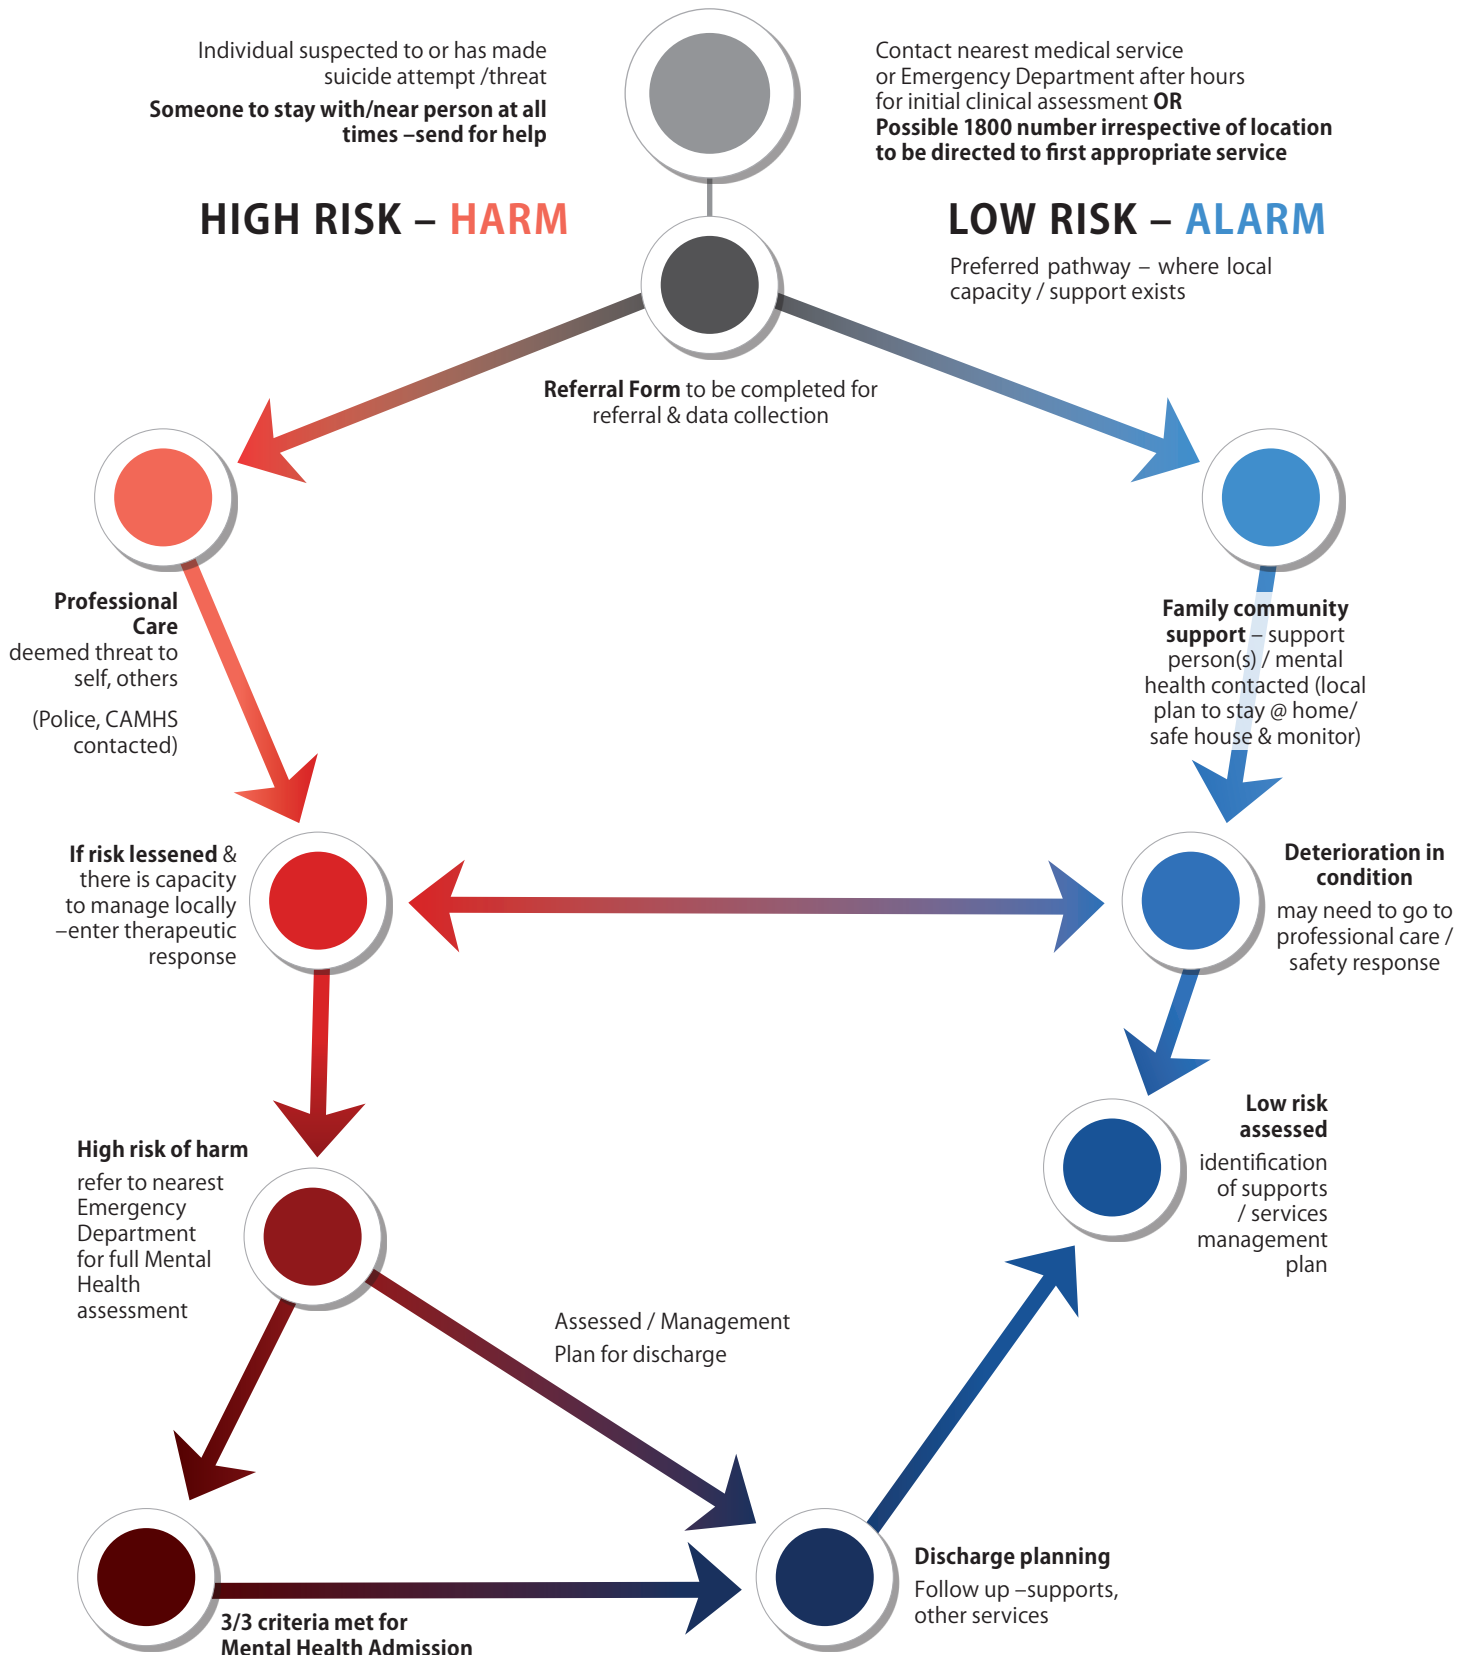 Individual suspected to or has made
suicide attempt /threat
Someone to stay with/near person at all
times –send for help
Contact nearest medical service
or Emergency Department after hours
for initial clinical assessment OR
Possible 1800 number irrespective of location
to be directed to first appropriate service
HIGH RISK – HARM
LOW RISK – ALARM
Preferred pathway – where local
capacity / support exists
Referral Form to be completed for
referral & data collection
Professional
Care
deemed threat to
self, others
(Police, CAMHS
contacted)
Family community
support – support
person(s) / mental
health contacted (local
plan to stay @ home/
safe house & monitor)
If risk lessened &
there is capacity
to manage locally
–enter therapeutic
response
Deterioration in
condition
may need to go to
professional care /
safety response
High risk of harm
refer to nearest
Emergency
Department
for full Mental
Health
assessment
Low risk
assessed
identification
of supports
/ services
management
plan
Assessed / Management
Plan for discharge
3/3 criteria met for
Mental Health Admission
Discharge planning
Follow up –supports,
other services